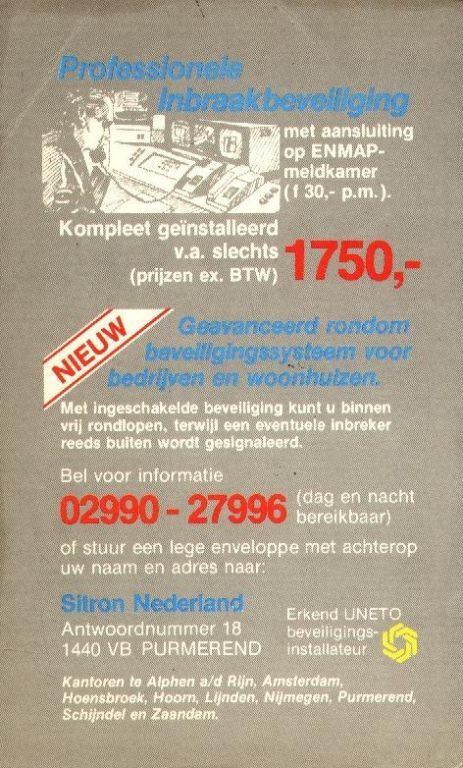 Professionele
inbraakbeveiliging
met aansluiting
op ENMAP-
meldkamer
(f 30,- p.m.).
Kompleet geïnstalleerd
v.a. slechts
(prijzen ex. BTW)
1750,-
NIEUW
Geavanceerd rondom
beveiligingssysteem voor
bedrijven en woonhuizen.
Met ingeschakelde beveiliging kunt u binnen
vrij rondlopen, terwijl een eventuele inbreker
reeds buiten wordt gesignaleerd.
Bel voor informatie
02990 - 27996 (dag en nacht
bereikbaar)
of stuur een lege enveloppe met achterop
uw naam en adres naar:
Sitron Nederland
Antwoordnummer 18
1440 VB PURMEREND
Erkend UNETO
beveiligings-
installateur
Kantoren te Alphen a/d Rijn, Amsterdam,
Hoensbroek, Hoorn, Lijnden, Nijmegen, Purmerend,
Schijndel en Zaandam.